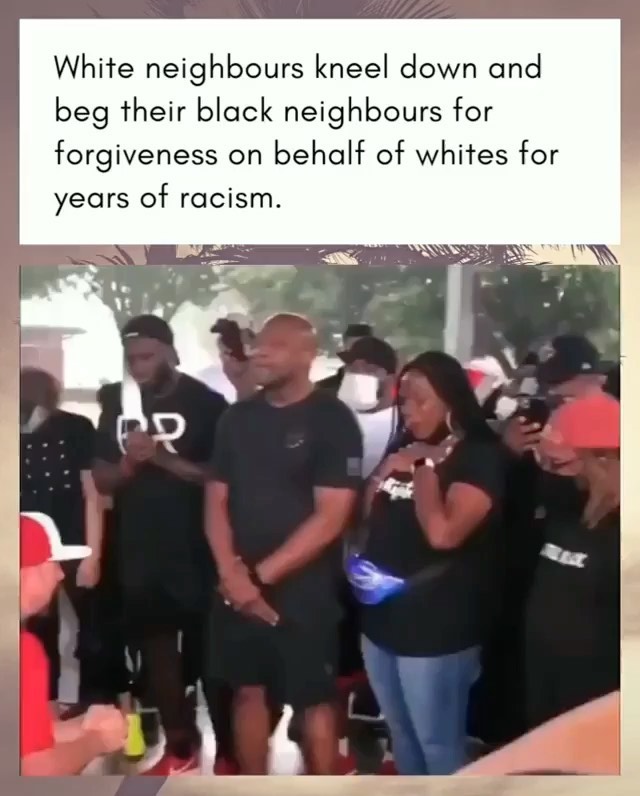 White neighbours kneel down and
beg their black neighbours for
forgiveness on behalf of whites for
years of racism.